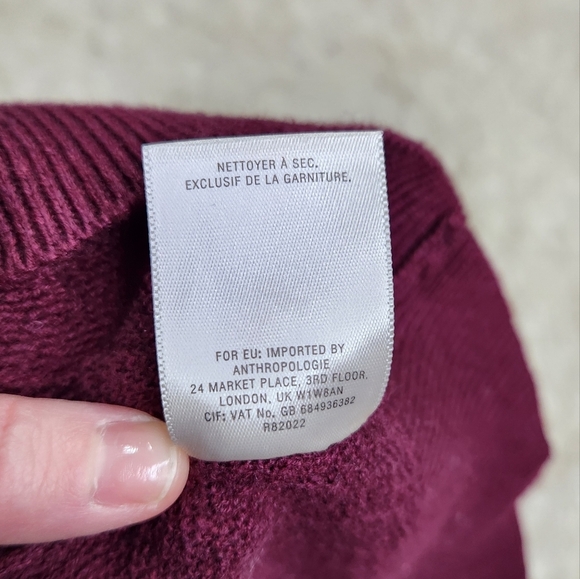 NETTOYER À SEC.
EXCLUSIF DE LA GARNITURE.
FOR EU: IMPORTED BY
ANTHROPOLOGIE
24 MARKET PLACE, 3RD FLOOR.
LONDON, UK W1W8AN
CIF: VAT No. GB 684936382
R82022